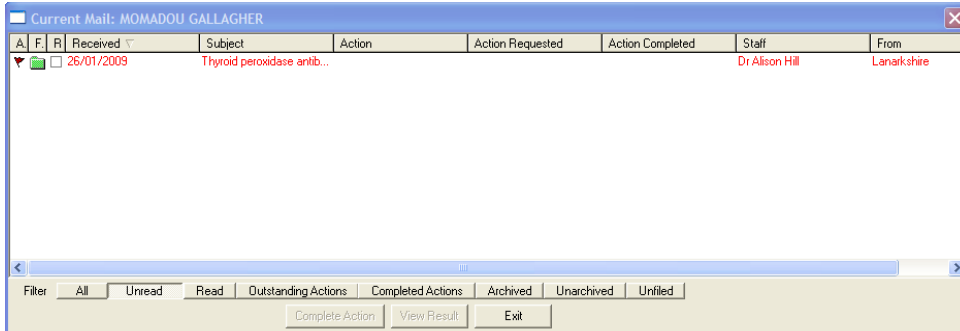 Current Mail: MOMADOU GALLAGHER
A. F. R Received Subject Action Action Requested Action Completed Staff From
26/01/2009 Thyroid peroxidase antib... Dr Alison Hill Lanarkshire
Filter All Unread Read Outstanding Actions Completed Actions Archived Unarchived Unfiled
Complete Action View Result Exit